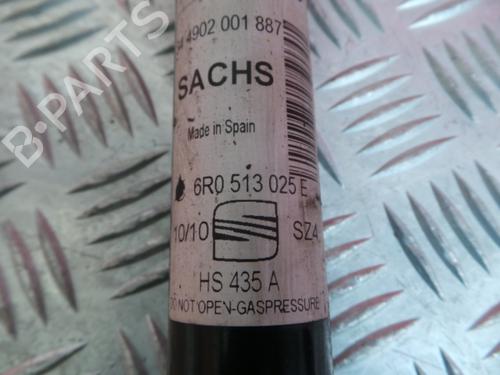 4902 001 887
SACHS
Made in Spain
6R0 513 025 E
10/10 SZ4
HS 435 A
DO NOT OPEN-GASPRESSURE
B-PARTS